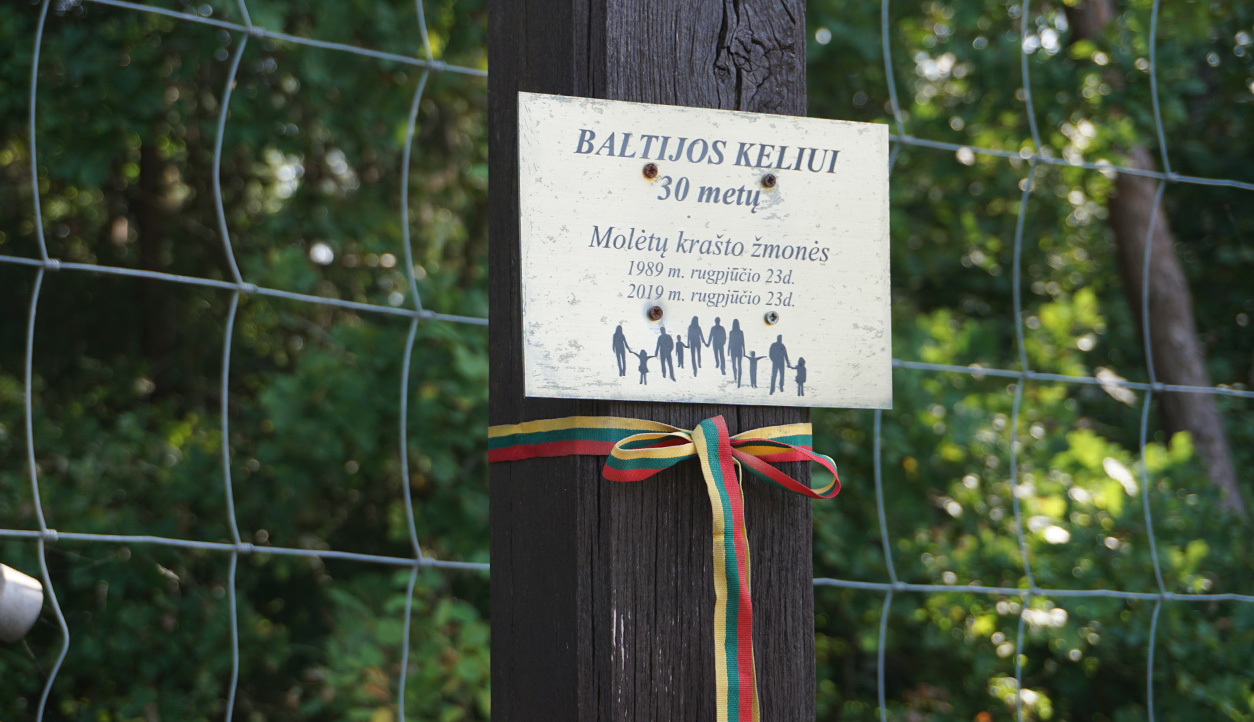 BALTIJOS KELIUI
30 metų
Molėtų krašto žmonės
1989 m. rugpjūčio 23d.
2019 m. rugpjūčio 23d.